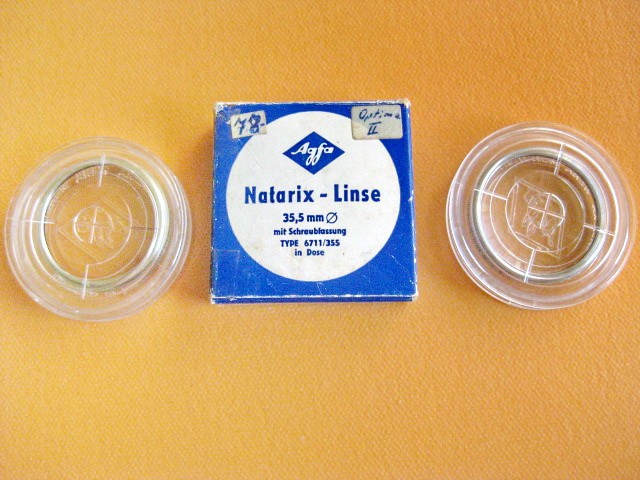 78.-
Optima
II
Agfa
Natarix - Linse
35,5 mm Ø
mit Schraubfassung
TYPE 6711/355
in Dose